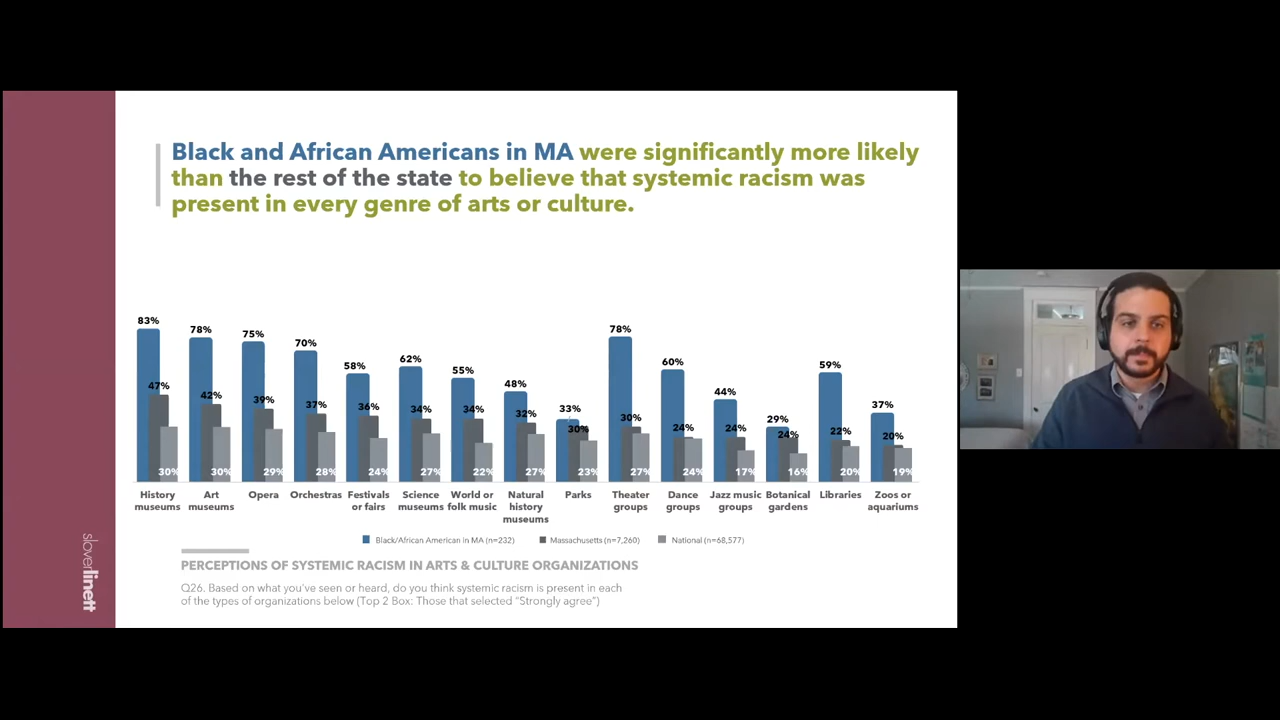 Black and African Americans in MA were significantly more likely
than the rest of the state to believe that systemic racism was
present in every genre of arts or culture.
83%
47%
30%
78%
42%
30%
75%
39%
29%
70%
37%
28%
58%
36%
24%
62%
34%
27%
55%
34%
22%
48%
32%
27%
33%
30%
23%
78%
30%
27%
60%
24%
24%
44%
24%
17%
29%
24%
16%
59%
22%
20%
37%
20%
19%
History
museums
Art
museums
Opera
Orchestras
Festivals
or fairs
Science
museums
World or
folk music
Natural
history
museums
Parks
Theater
groups
Dance
groups
Jazz music
groups
Botanical
gardens
Libraries
Zoos or
aquariums
Black/African American in MA (n=232)
Massachusetts (n=7,260)
National (n=68,577)
PERCEPTIONS OF SYSTEMIC RACISM IN ARTS & CULTURE ORGANIZATIONS
Q26. Based on what you've seen or heard, do you think systemic racism is present in each
of the types of organizations below (Top 2 Box: Those that selected "Strongly agree")
sloverlinett